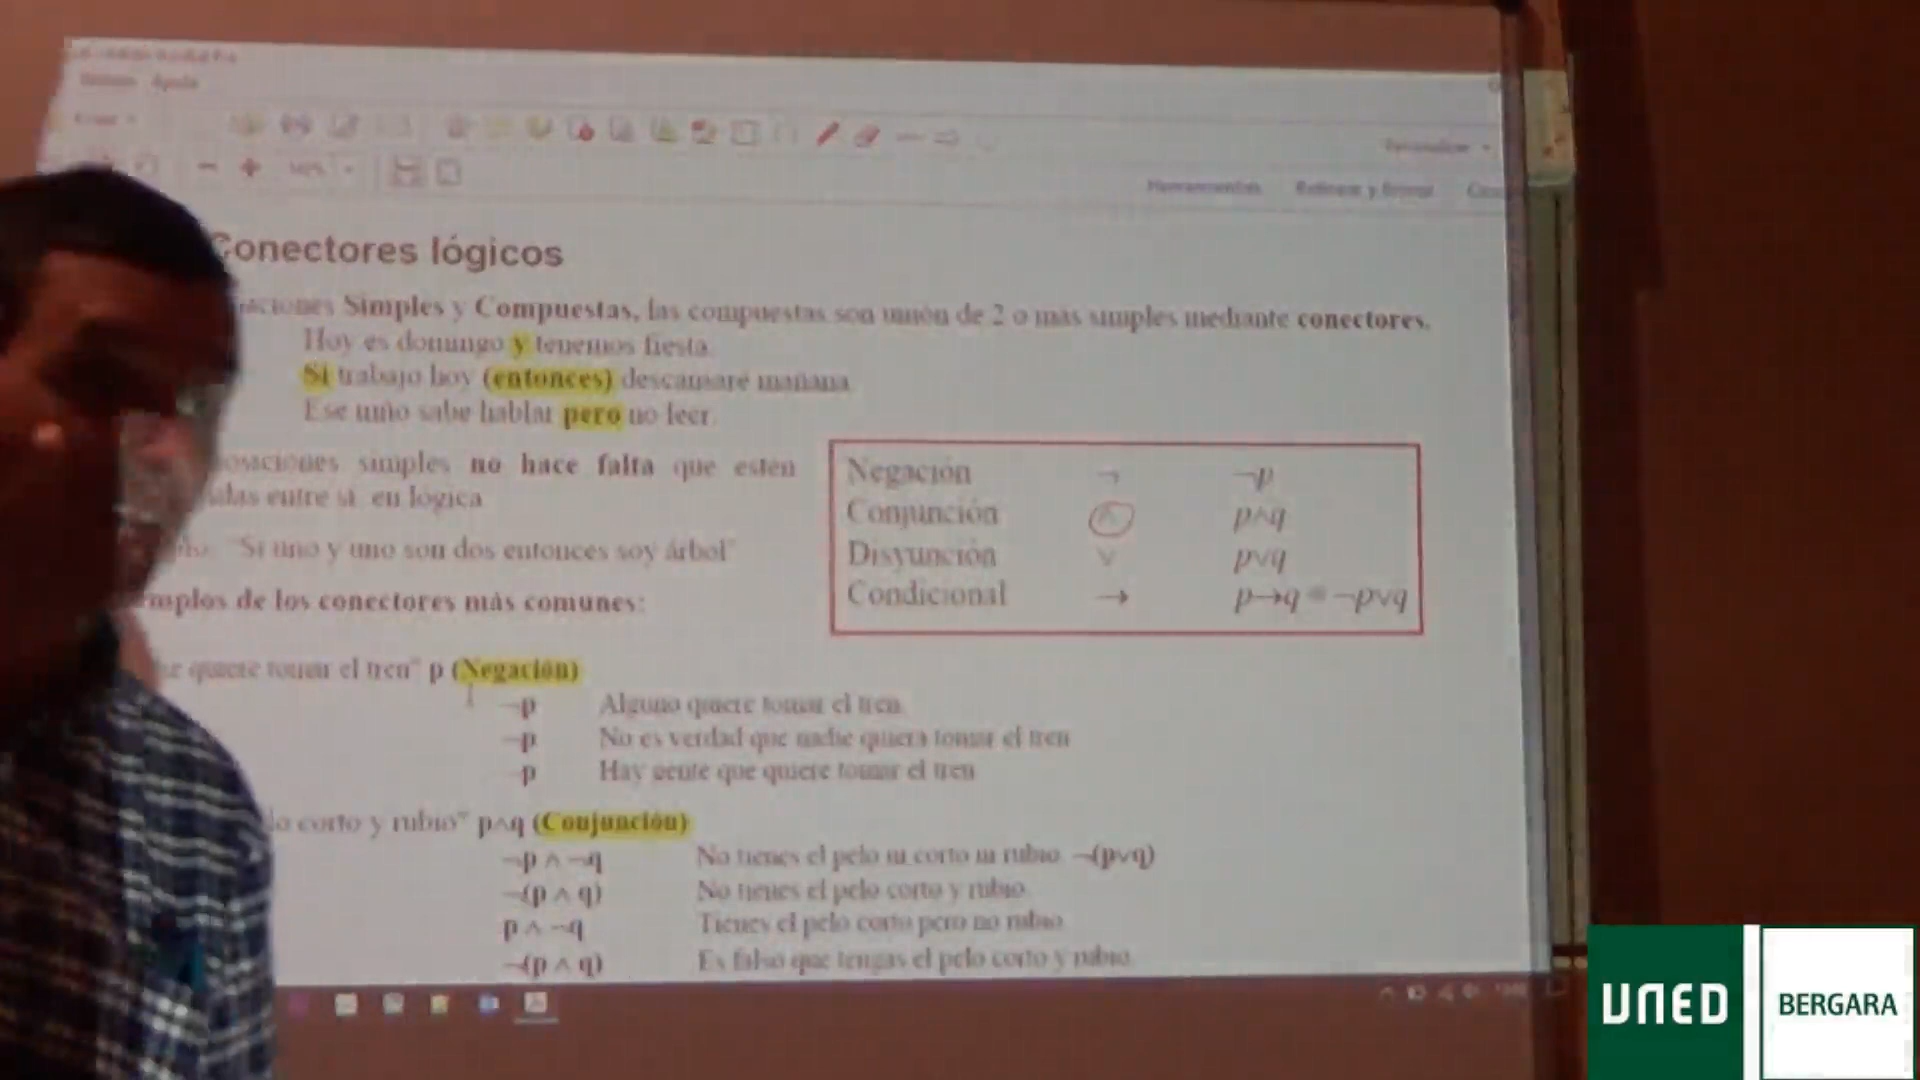 Ayuda
Personalizar
Herramientas Rellenar y firmar
Conectores lógicos
Simples y Compuestas, las compuestas son unión de 2 o más simples mediante conectores.
Hoy es domingo y tenemos fiesta.
Si trabajo hoy (entonces) descansaré mañana
Ese niño sabe hablar pero no leer.
simples no hace falta que estén
entre sí en lógica
"Si uno y uno son dos entonces soy árbol"
Negación ¬ ¬p
Conjunción ∧ p∧q
Disyunción ∨ p∨q
Condicional → p→q ≡ ¬p∨q
de los conectores más comunes:
quiere tomar el tren" p (Negación)
¬p Alguno quiere tomar el tren
¬p No es verdad que nadie quiera tomar el tren
¬p Hay gente que quiere tomar el tren
corto y rubio" p∧q (Conjunción)
¬p ∧ ¬q No tienes el pelo ni corto ni rubio ¬(p∨q)
¬(p ∧ q) No tienes el pelo corto y rubio
p ∧ ¬q Tienes el pelo corto pero no rubio
¬(p ∧ q) Es falso que tengas el pelo corto y rubio
UNED BERGARA